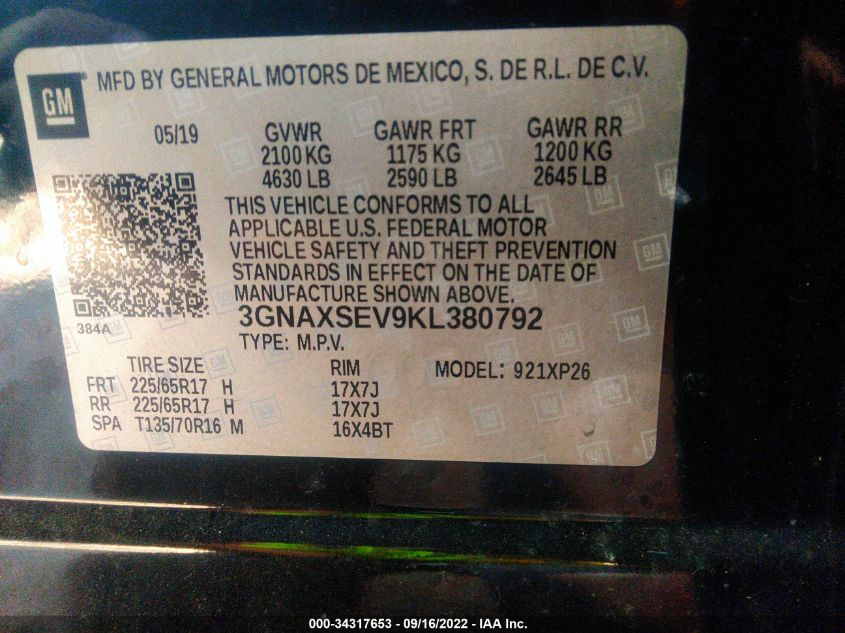 GM
MFD BY GENERAL MOTORS DE MEXICO, S. DE R.L. DE C.V.
05/19 GVWR GAWR FRT GAWR RR
2100 KG 1175 KG 1200 KG
4630 LB 2590 LB 2645 LB
THIS VEHICLE CONFORMS TO ALL
APPLICABLE U.S. FEDERAL MOTOR
VEHICLE SAFETY AND THEFT PREVENTION
STANDARDS IN EFFECT ON THE DATE OF
MANUFACTURE SHOWN ABOVE.
384A
3GNAXSEV9KL380792
TYPE: M.P.V.
TIRE SIZE RIM MODEL: 921XP26
FRT 225/65R17 H 17X7J
RR 225/65R17 H 17X7J
SPA T135/70R16 M 16X4BT
000-34317653 - 09/16/2022 - IAA Inc.